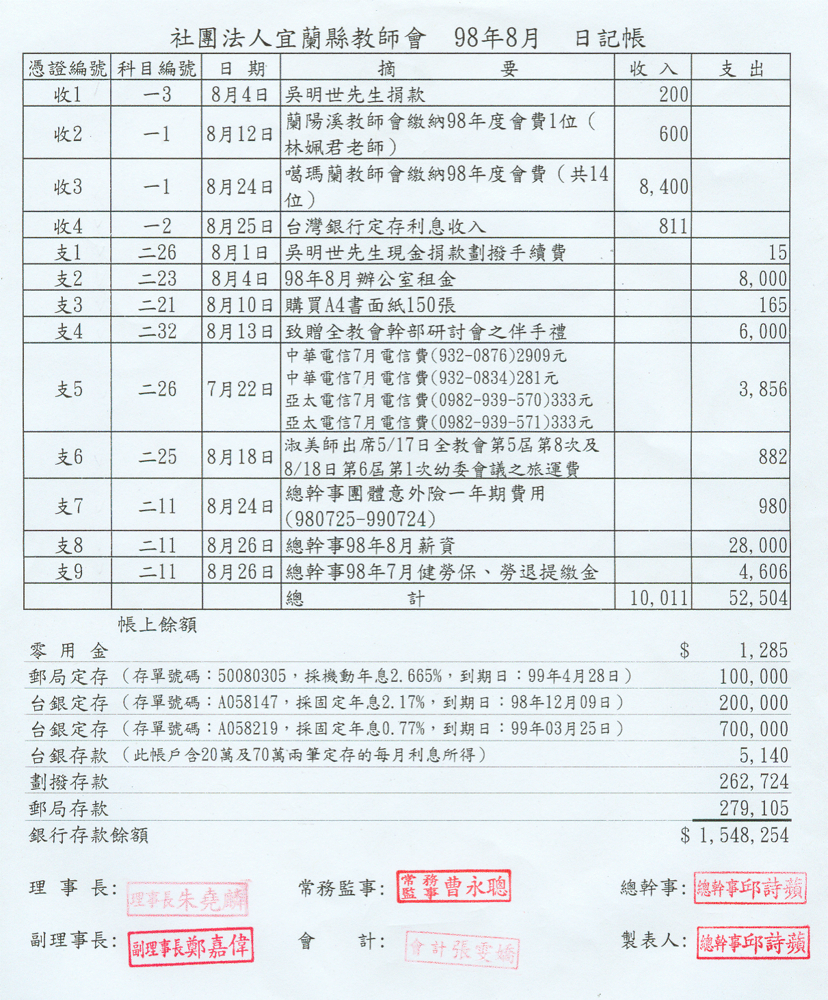 社團法人宜蘭縣教師會　98年8月　日記帳
憑證編號 科目編號 日 期 摘 要 收 入 支 出
收1 一3 8月4日 吳明世先生捐款 200
收2 一1 8月12日 蘭陽溪教師會繳納98年度會費1位（
林姵君老師） 600
收3 一1 8月24日 噶瑪蘭教師會繳納98年度會費（共14
位） 8,400
收4 一2 8月25日 台灣銀行定存利息收入 811
支1 二26 8月1日 吳明世先生現金捐款劃撥手續費 15
支2 二23 8月4日 98年8月辦公室租金 8,000
支3 二21 8月10日 購買A4書面紙150張 165
支4 二32 8月13日 致贈全教會幹部研討會之伴手禮 6,000
支5 二26 7月22日 中華電信7月電信費(932-0876)2909元
中華電信7月電信費(932-0834)281元
亞太電信7月電信費(0982-939-570)333元
亞太電信7月電信費(0982-939-571)333元 3,856
支6 二25 8月18日 淑美師出席5/17日全教會第5屆第8次及
8/18日第6屆第1次幼委會議之旅運費 882
支7 二11 8月24日 總幹事團體意外險一年期費用
(980725-990724) 980
支8 二11 8月26日 總幹事98年8月薪資 28,000
支9 二11 8月26日 總幹事98年7月健勞保、勞退提繳金 4,606
總 計 10,011 52,504
帳上餘額
零 用 金 $ 1,285
郵局定存（存單號碼：50080305，採機動年息2.665%，到期日：99年4月28日） 100,000
台銀定存（存單號碼：A058147，採固定年息2.17%，到期日：98年12月09日） 200,000
台銀定存（存單號碼：A058219，採固定年息0.77%，到期日：99年03月25日） 700,000
台銀存款（此帳戶含20萬及70萬兩筆定存的每月利息所得） 5,140
劃撥存款 262,724
郵局存款 279,105
銀行存款餘額 $ 1,548,254
理 事 長: 理事長朱堯麟 常務監事: 常務監事曹永聰 總幹事: 總幹事邱詩蘋
副理事長: 副理事長鄭嘉偉 會 計: 會計張雯嬌 製表人: 總幹事邱詩蘋